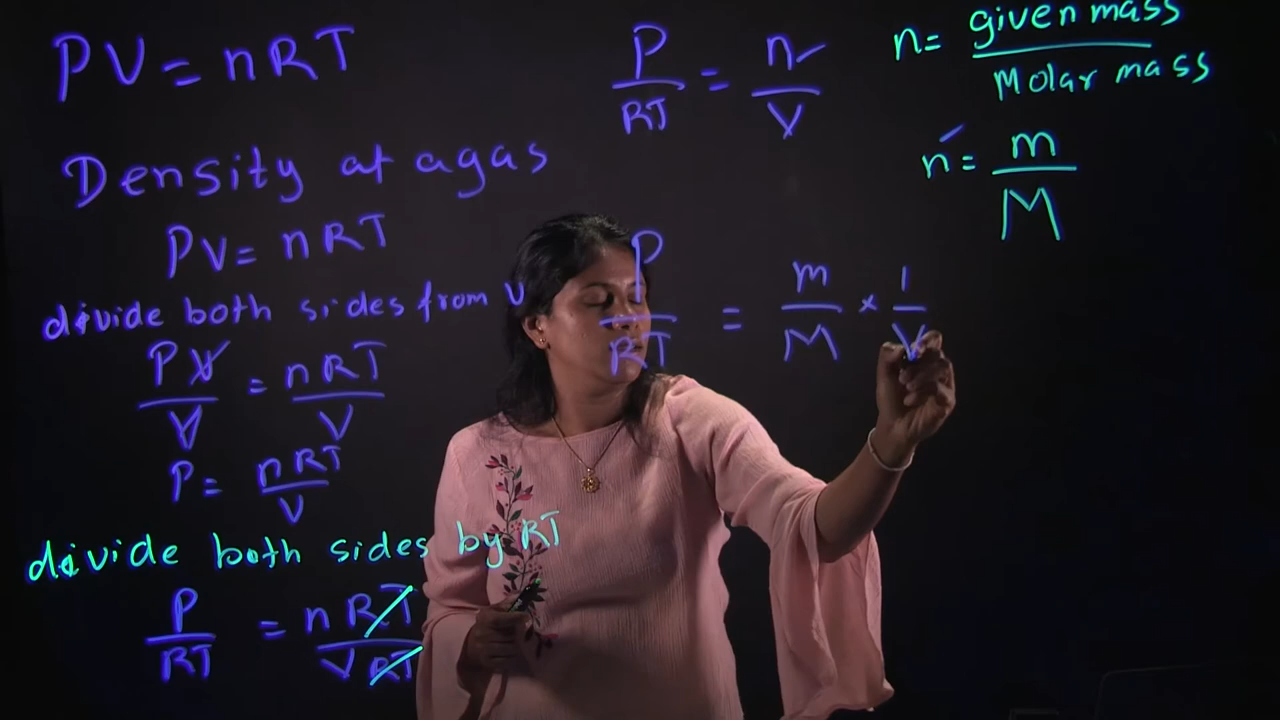 PV = nRT
Density at agas
PV = nRT
divide both sides from V
PV/V = nRT/V
P = nRT/V
divide both sides by RT
P/RT = nRT/VRT
P/RT = n/V
P/RT = m/M × 1/V
n = given mass/Molar mass
n = m/M